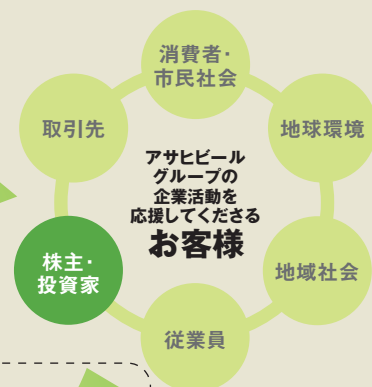 消費者・
市民社会
取引先
地球環境
アサヒビール
グループの
企業活動を
応援してくださる
お客様
株主・
投資家
地域社会
従業員